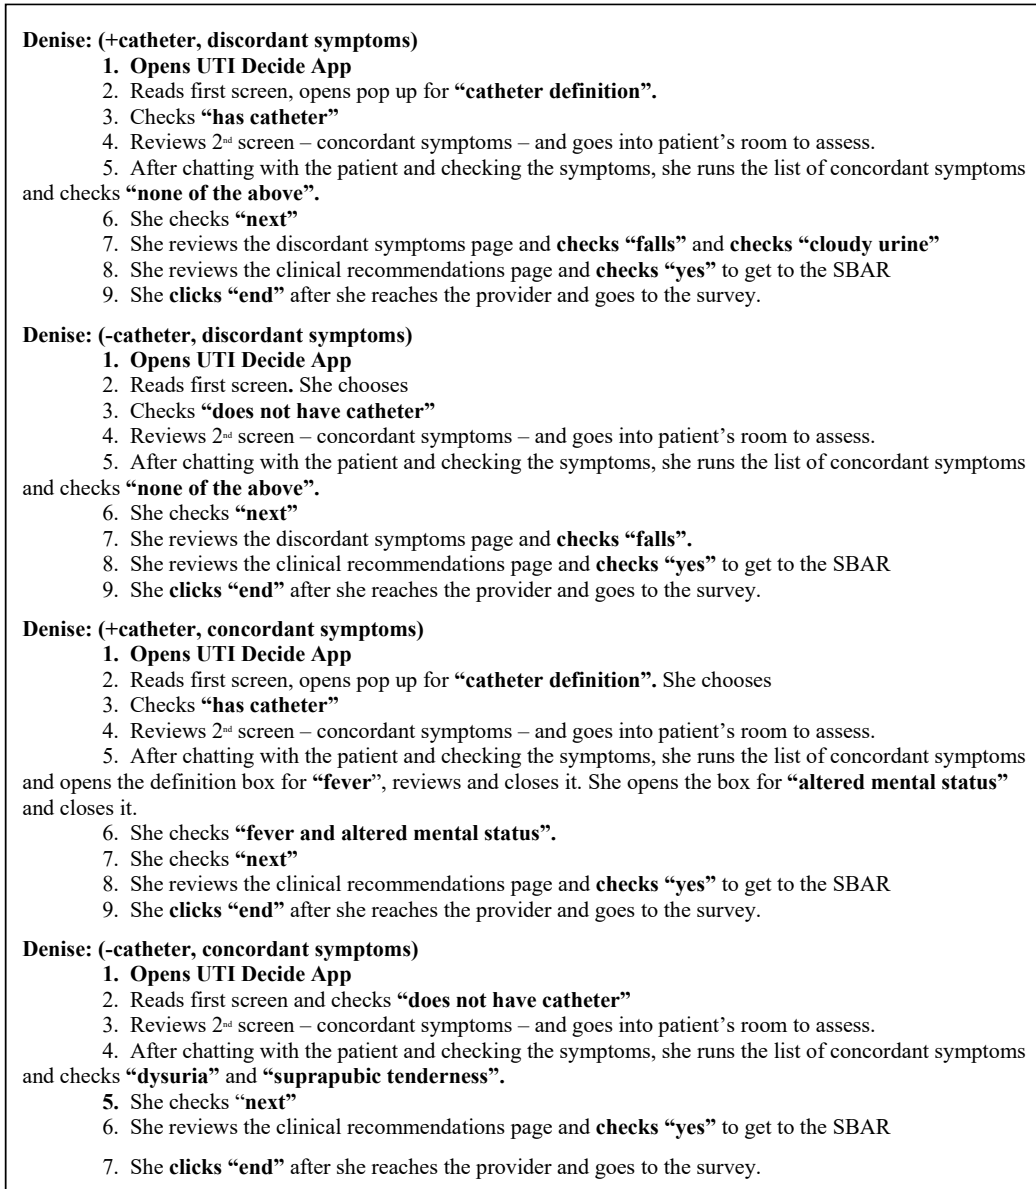 Denise: (+catheter, discordant symptoms)
1. Opens UTI Decide App
2. Reads first screen, opens pop up for “catheter definition”.
3. Checks “has catheter”
4. Reviews 2nd screen – concordant symptoms – and goes into patient’s room to assess.
5. After chatting with the patient and checking the symptoms, she runs the list of concordant symptoms
and checks “none of the above”.
6. She checks “next”
7. She reviews the discordant symptoms page and checks “falls” and checks “cloudy urine”
8. She reviews the clinical recommendations page and checks “yes” to get to the SBAR
9. She clicks “end” after she reaches the provider and goes to the survey.
Denise: (-catheter, discordant symptoms)
1. Opens UTI Decide App
2. Reads first screen. She chooses
3. Checks “does not have catheter”
4. Reviews 2nd screen – concordant symptoms – and goes into patient’s room to assess.
5. After chatting with the patient and checking the symptoms, she runs the list of concordant symptoms
and checks “none of the above”.
6. She checks “next”
7. She reviews the discordant symptoms page and checks “falls”.
8. She reviews the clinical recommendations page and checks “yes” to get to the SBAR
9. She clicks “end” after she reaches the provider and goes to the survey.
Denise: (+catheter, concordant symptoms)
1. Opens UTI Decide App
2. Reads first screen, opens pop up for “catheter definition”. She chooses
3. Checks “has catheter”
4. Reviews 2nd screen – concordant symptoms – and goes into patient’s room to assess.
5. After chatting with the patient and checking the symptoms, she runs the list of concordant symptoms
and opens the definition box for “fever”, reviews and closes it. She opens the box for “altered mental status”
and closes it.
6. She checks “fever and altered mental status”.
7. She checks “next”
8. She reviews the clinical recommendations page and checks “yes” to get to the SBAR
9. She clicks “end” after she reaches the provider and goes to the survey.
Denise: (-catheter, concordant symptoms)
1. Opens UTI Decide App
2. Reads first screen and checks “does not have catheter”
3. Reviews 2nd screen – concordant symptoms – and goes into patient’s room to assess.
4. After chatting with the patient and checking the symptoms, she runs the list of concordant symptoms
and checks “dysuria” and “suprapubic tenderness”.
5. She checks “next”
6. She reviews the clinical recommendations page and checks “yes” to get to the SBAR
7. She clicks “end” after she reaches the provider and goes to the survey.